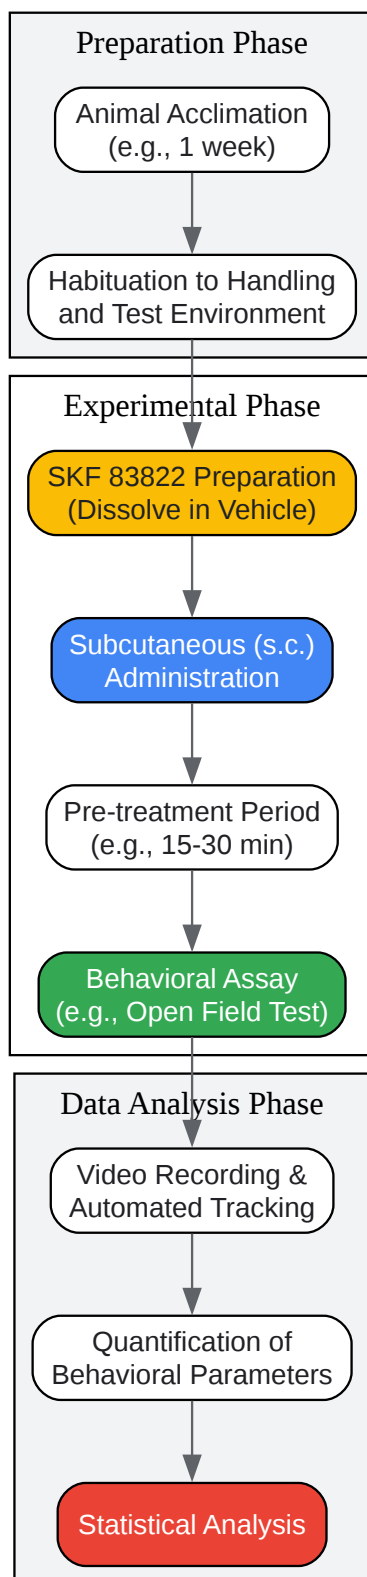 Preparation Phase
Animal Acclimation
(e.g., 1 week)
Habituation to Handling
and Test Environment
Experimental Phase
SKF 83822 Preparation
(Dissolve in Vehicle)
Subcutaneous (s.c.)
Administration
Pre-treatment Period
(e.g., 15-30 min)
Behavioral Assay
(e.g., Open Field Test)
Data Analysis Phase
Video Recording &
Automated Tracking
Quantification of
Behavioral Parameters
Statistical Analysis